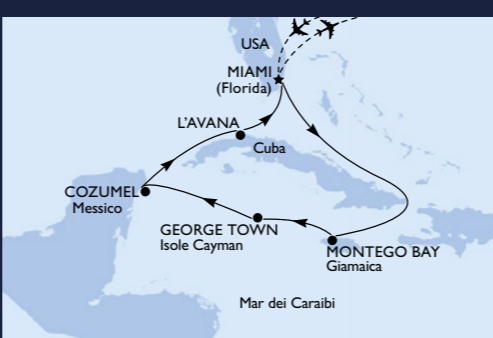 USA
MIAMI
(Florida)
L'AVANA
Cuba
COZUMEL
Messico
GEORGE TOWN
Isole Cayman
MONTEGO BAY
Giamaica
Mar dei Caraibi